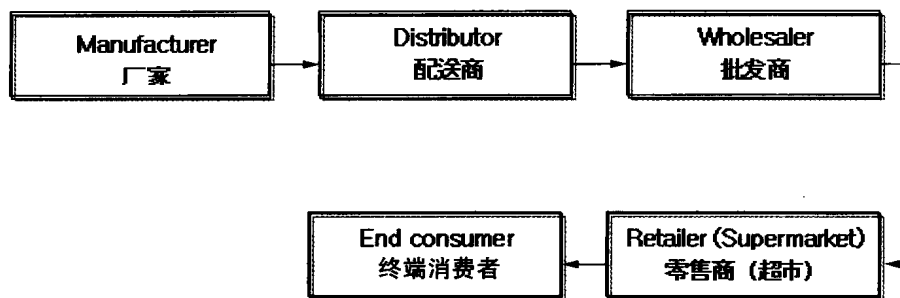 Manufacturer
厂家
Distributor
配送商
Wholesaler
批发商
Retailer (Supermarket)
零售商（超市）
End consumer
终端消费者